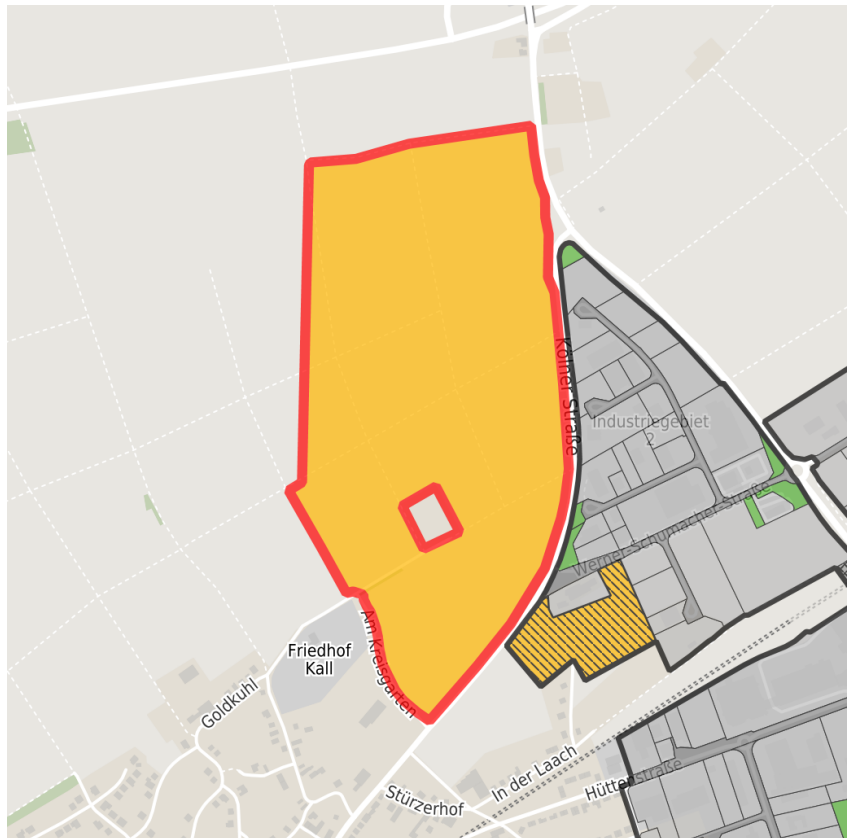 Kölner Straße
Industriegebiet
2
Werner-Schumacher-Straße
Am Kreisgarten
Friedhof
Kall
Goldkuhl
In der Laach
Hüttenstraße
Stürzerhof